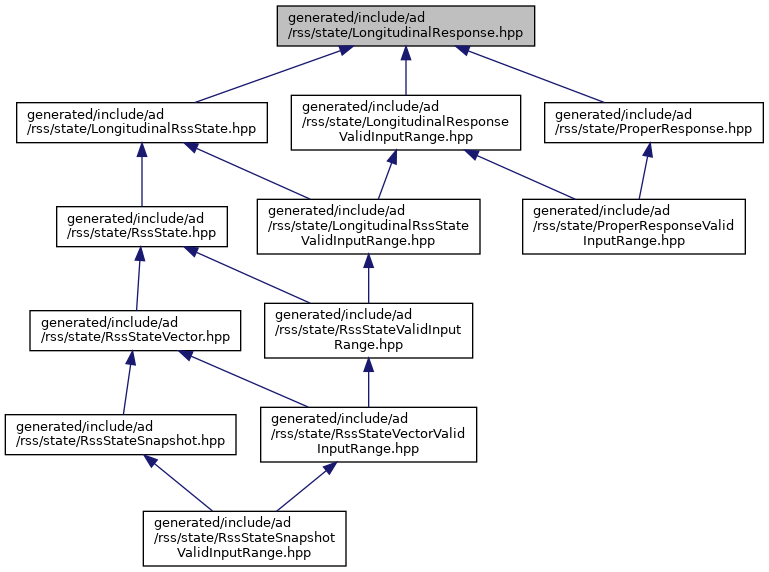 generated/include/ad
/rss/state/LongitudinalResponse.hpp
generated/include/ad
/rss/state/LongitudinalRssState.hpp
generated/include/ad
/rss/state/LongitudinalResponse
ValidInputRange.hpp
generated/include/ad
/rss/state/ProperResponse.hpp
generated/include/ad
/rss/state/RssState.hpp
generated/include/ad
/rss/state/LongitudinalRssState
ValidInputRange.hpp
generated/include/ad
/rss/state/ProperResponseValid
InputRange.hpp
generated/include/ad
/rss/state/RssStateVector.hpp
generated/include/ad
/rss/state/RssStateValidInput
Range.hpp
generated/include/ad
/rss/state/RssStateSnapshot.hpp
generated/include/ad
/rss/state/RssStateVectorValid
InputRange.hpp
generated/include/ad
/rss/state/RssStateSnapshot
ValidInputRange.hpp